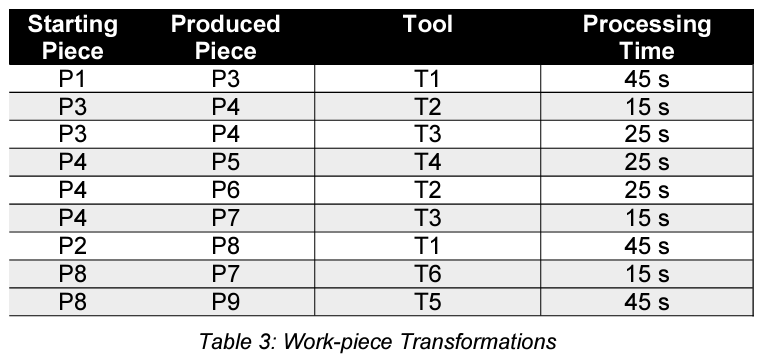 Starting Piece Produced Piece Tool Processing Time
P1 P3 T1 45 s
P3 P4 T2 15 s
P3 P4 T3 25 s
P4 P5 T4 25 s
P4 P6 T2 25 s
P4 P7 T3 15 s
P2 P8 T1 45 s
P8 P7 T6 15 s
P8 P9 T5 45 s
Table 3: Work-piece Transformations